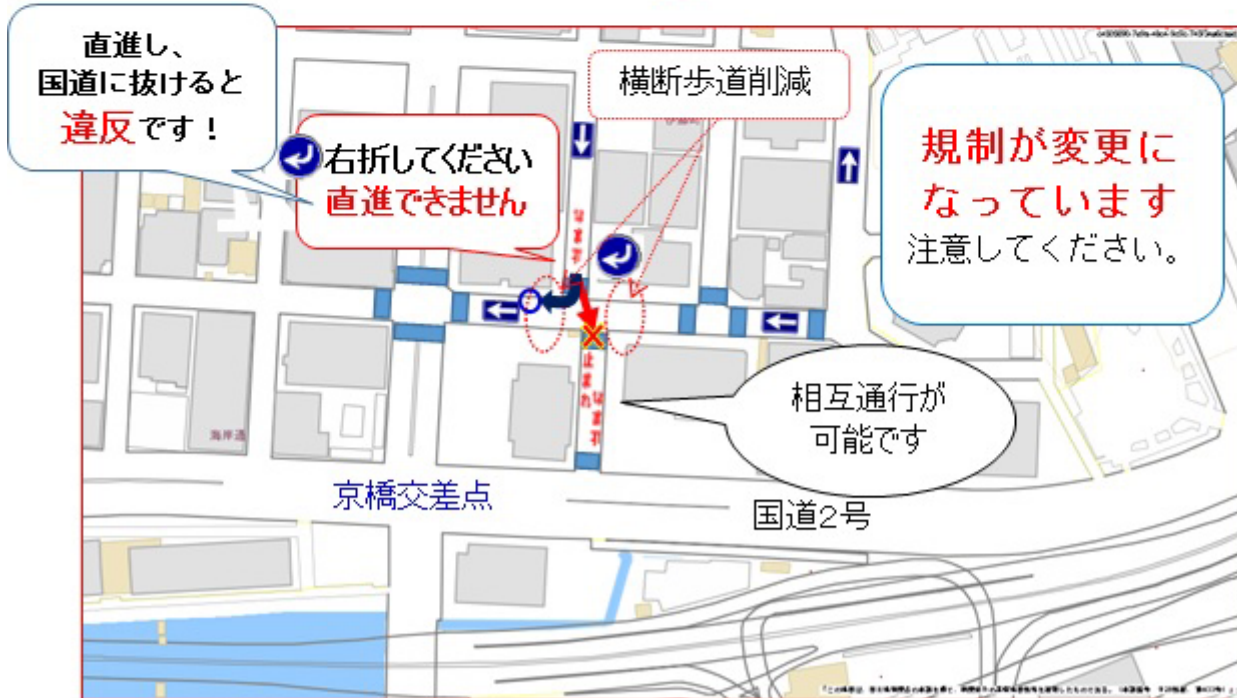 直進し、
国道に抜けると
違反です！
右折してください
直進できません
横断歩道削減
規制が変更に
なっています
注意してください。
止まれ
相互通行が
可能です
海岸通
京橋交差点
国道2号